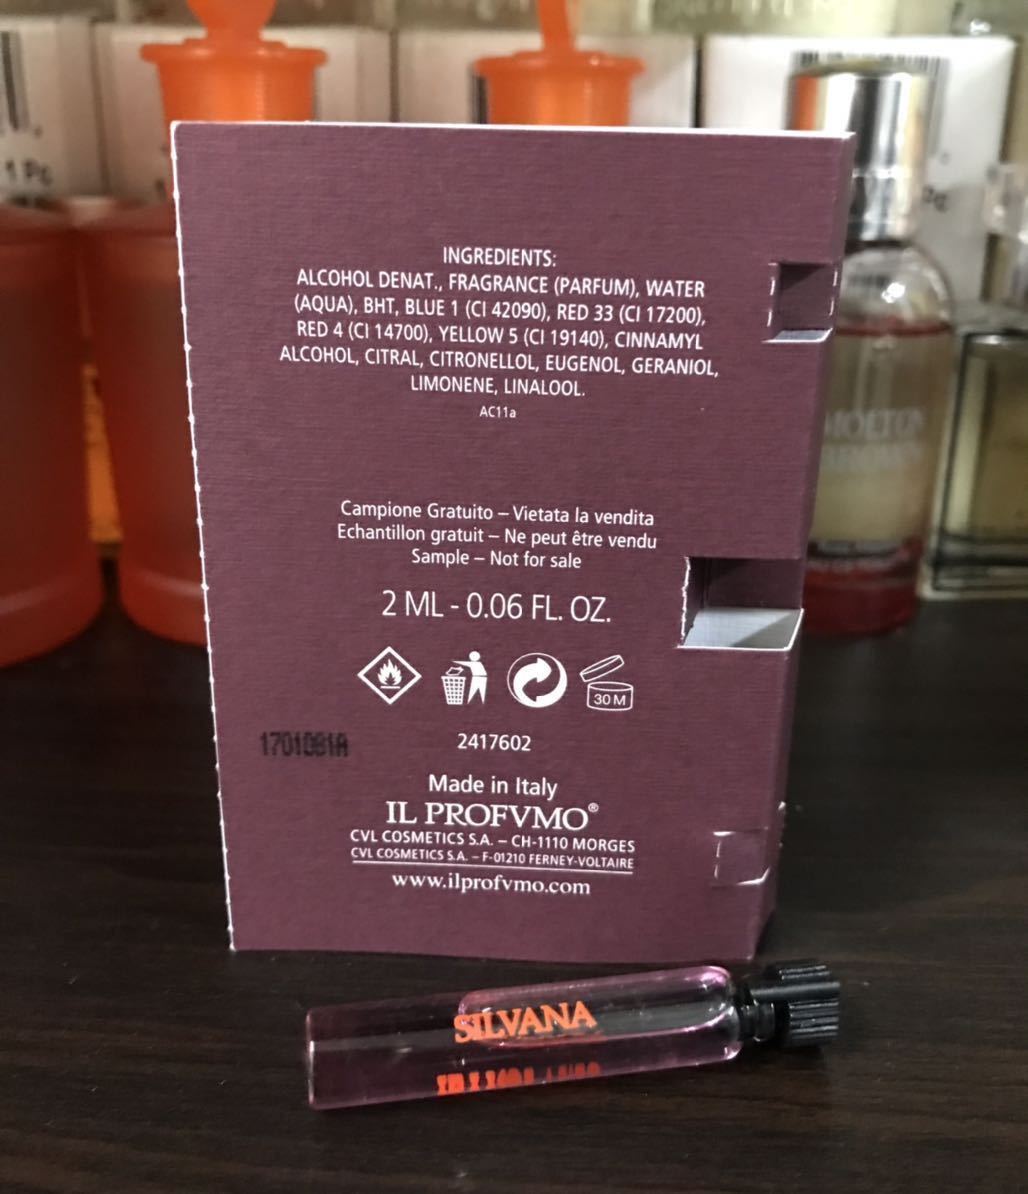 1 Pc
INGREDIENTS:
ALCOHOL DENAT., FRAGRANCE (PARFUM), WATER
(AQUA), BHT, BLUE 1 (CI 42090), RED 33 (CI 17200),
RED 4 (CI 14700), YELLOW 5 (CI 19140), CINNAMYL
ALCOHOL, CITRAL, CITRONELLOL, EUGENOL, GERANIOL,
LIMONENE, LINALOOL.
AC11a
MOLTON
BROWN
Campione Gratuito – Vietata la vendita
Echantillon gratuit – Ne peut être vendu
Sample – Not for sale
2 ML - 0.06 FL. OZ.
30 M
1701081A
2417602
Made in Italy
IL PROFVMO®
CVL COSMETICS S.A. – CH-1110 MORGES
CVL COSMETICS S.A. – F-01210 FERNEY-VOLTAIRE
www.ilprofvmo.com
SILVANA